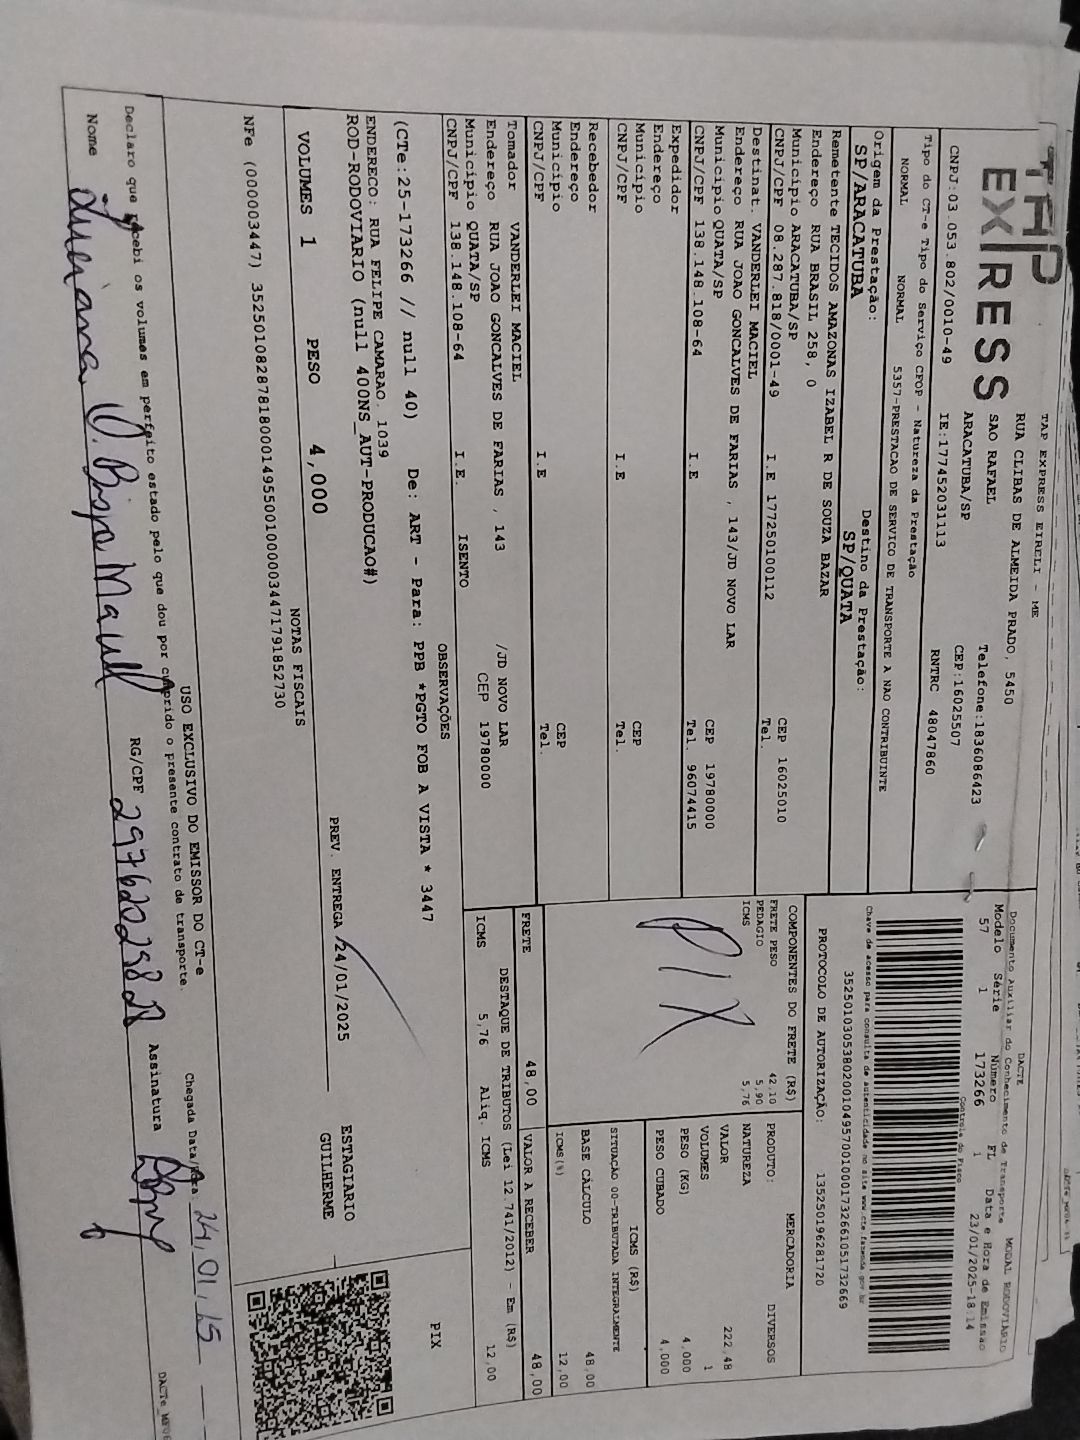 TAP EXPRESS
TAP EXPRESS EIRELI - ME
RUA CLIBAS DE ALMEIDA PRADO, 5450
SAO RAFAEL Telefone:1836086423
ARACATUBA/SP CEP:16025507
CNPJ:03.053.802/0010-49 IE:177452031113 RNTRC 48047860
DACTE
Documento Auxiliar do Conhecimento de Transporte MODAL RODOVIARIO
Modelo Série Número FL Data e Hora de Emissao
57 1 173266 1 23/01/2025-18:14
Controle do Fisco
Chave de acesso para consulta de autenticidade no site www.cte.fazenda.gov.br
35250103053802001049570010001732661051732669
PROTOCOLO DE AUTORIZAÇÃO: 135250196281720
Tipo do CT-e Tipo do Serviço CFOP - Natureza da Prestação
NORMAL NORMAL 5357-PRESTACAO DE SERVICO DE TRANSPORTE A NAO CONTRIBUINTE
Origem da Prestação: Destino da Prestação:
SP/ARACATUBA SP/QUATA
Remetente TECIDOS AMAZONAS IZABEL R DE SOUZA BAZAR
Endereço RUA BRASIL 258, 0
Municipio ARACATUBA/SP CEP 16025010
CNPJ/CPF 08.287.818/0001-49 I.E 177250100112 Tel.
Destinat. VANDERLEI MACIEL
Endereço RUA JOAO GONCALVES DE FARIAS , 143/JD NOVO LAR
Municipio QUATA/SP CEP 19780000
CNPJ/CPF 138.148.108-64 I.E Tel. 96074415
Expedidor
Endereço
Municipio CEP
CNPJ/CPF I.E Tel.
Recebedor
Endereço
Municipio CEP
CNPJ/CPF I.E Tel.
Tomador VANDERLEI MACIEL
Endereço RUA JOAO GONCALVES DE FARIAS , 143 /JD NOVO LAR
Municipio QUATA/SP CEP 19780000
CNPJ/CPF 138.148.108-64 I.E. ISENTO
COMPONENTES DO FRETE (R$)
FRETE PESO 42,10
PEDAGIO 5,90
ICMS 5,76
PIX
PRODUTO: MERCADORIA DIVERSOS
NATUREZA
VALOR 222,48
VOLUMES 1
PESO (KG) 4,000
PESO CUBADO 4,000
ICMS (R$)
SITUAÇÃO 00-TRIBUTADA INTEGRALMENTE
BASE CÁLCULO 48,00
ICMS(%) 12,00
FRETE 48,00 VALOR A RECEBER 48,00
DESTAQUE DE TRIBUTOS (Lei 12.741/2012) - Em (R$)
ICMS 5,76 Aliq. ICMS 12,00
OBSERVAÇÕES
(CTe:25-173266 // null 40) De: ART - Para: PPB *PGTO FOB A VISTA * 3447
ENDERECO: RUA FELIPE CAMARAO, 1039
ROD-RODOVIARIO (null 400NS_AUT-PRODUCAO#)
PIX
VOLUMES 1 PESO 4,000 PREV. ENTREGA 24/01/2025 ESTAGIARIO
GUILHERME
NOTAS FISCAIS
NFe (000003447) 35250108287818000149550010000034471791852730
USO EXCLUSIVO DO EMISSOR DO CT-e
Declaro que recebi os volumes em perfeito estado pelo que dou por cumprido o presente contrato de transporte.
Chegada Data/Hora. 24,01,25
Nome Luciana RG/CPF Assinatura